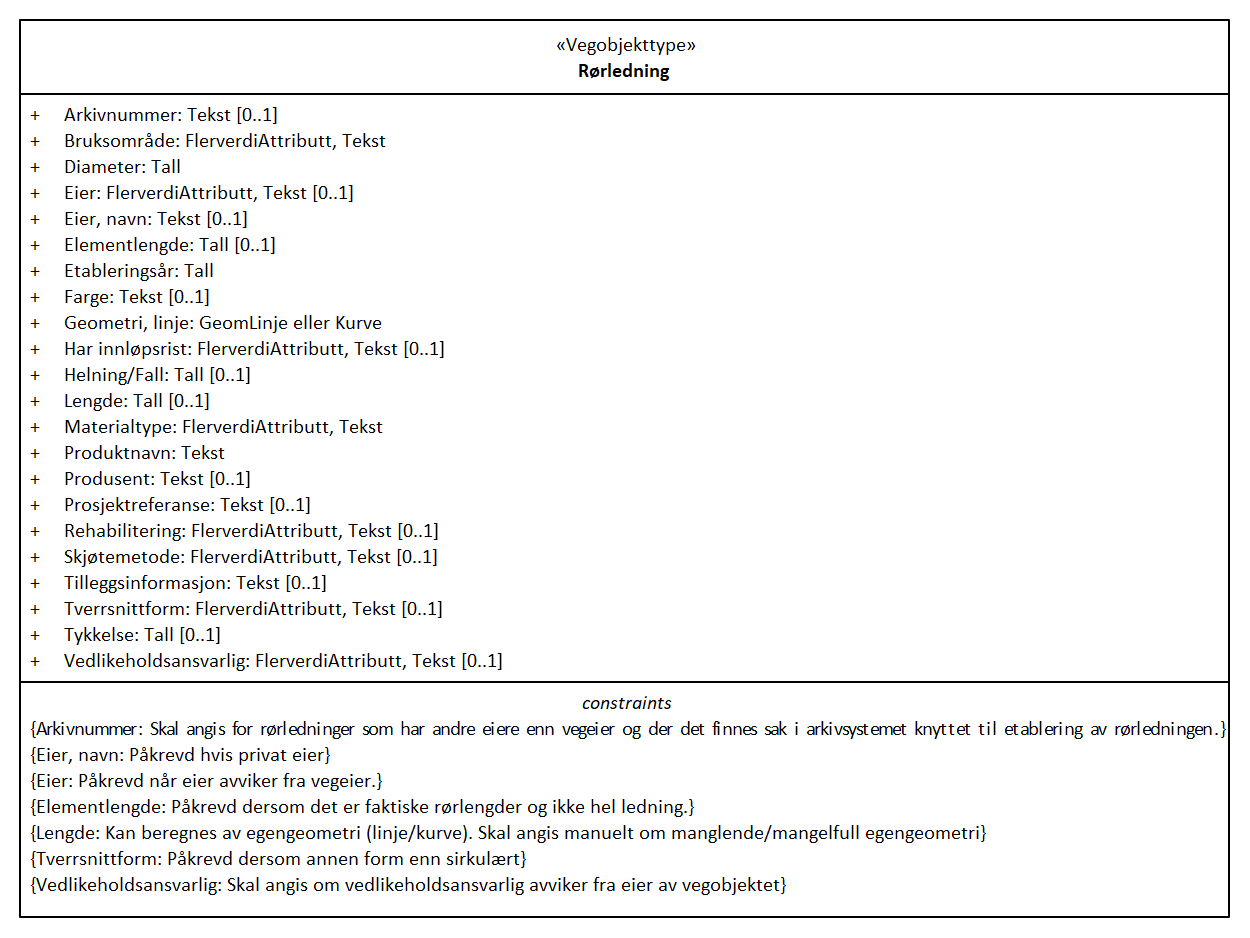 «Vegobjekttype»
Rørledning
+ Arkivnummer: Tekst [0..1]
+ Bruksområde: FlerverdiAttributt, Tekst
+ Diameter: Tall
+ Eier: FlerverdiAttributt, Tekst [0..1]
+ Eier, navn: Tekst [0..1]
+ Elementlengde: Tall [0..1]
+ Etableringsår: Tall
+ Farge: Tekst [0..1]
+ Geometri, linje: GeomLinje eller Kurve
+ Har innløpsrist: FlerverdiAttributt, Tekst [0..1]
+ Helning/Fall: Tall [0..1]
+ Lengde: Tall [0..1]
+ Materialtype: FlerverdiAttributt, Tekst
+ Produktnavn: Tekst
+ Produsent: Tekst [0..1]
+ Prosjektreferanse: Tekst [0..1]
+ Rehabilitering: FlerverdiAttributt, Tekst [0..1]
+ Skjøtemetode: FlerverdiAttributt, Tekst [0..1]
+ Tilleggsinformasjon: Tekst [0..1]
+ Tverrsnittform: FlerverdiAttributt, Tekst [0..1]
+ Tykkelse: Tall [0..1]
+ Vedlikeholdsansvarlig: FlerverdiAttributt, Tekst [0..1]
constraints
{Arkivnummer: Skal angis for rørledninger som har andre eiere enn vegeier og der det finnes sak i arkivsystemet knyttet til etablering av rørledningen.}
{Eier, navn: Påkrevd hvis privat eier}
{Eier: Påkrevd når eier avviker fra vegeier.}
{Elementlengde: Påkrevd dersom det er faktiske rørlengder og ikke hel ledning.}
{Lengde: Kan beregnes av egengeometri (linje/kurve). Skal angis manuelt om manglende/mangelfull egengeometri}
{Tverrsnittform: Påkrevd dersom annen form enn sirkulært}
{Vedlikeholdsansvarlig: Skal angis om vedlikeholdsansvarlig avviker fra eier av vegobjektet}